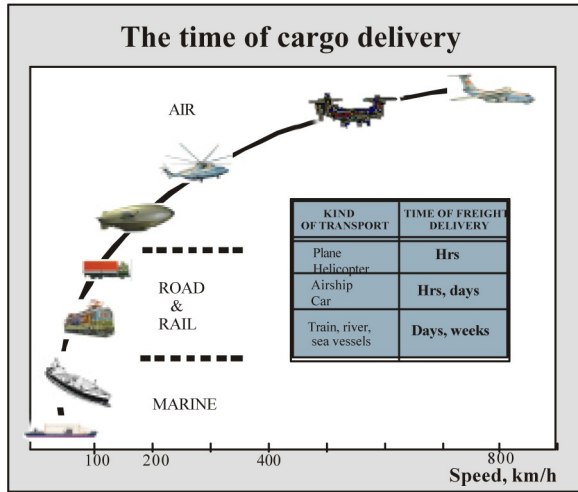 The time of cargo delivery
AIR
KIND
OF TRANSPORT
TIME OF FREIGHT
DELIVERY
Plane
Helicopter
Hrs
Airship
Car
Hrs, days
ROAD
&
RAIL
Train, river,
sea vessels
Days, weeks
MARINE
100
200
400
800
Speed, km/h